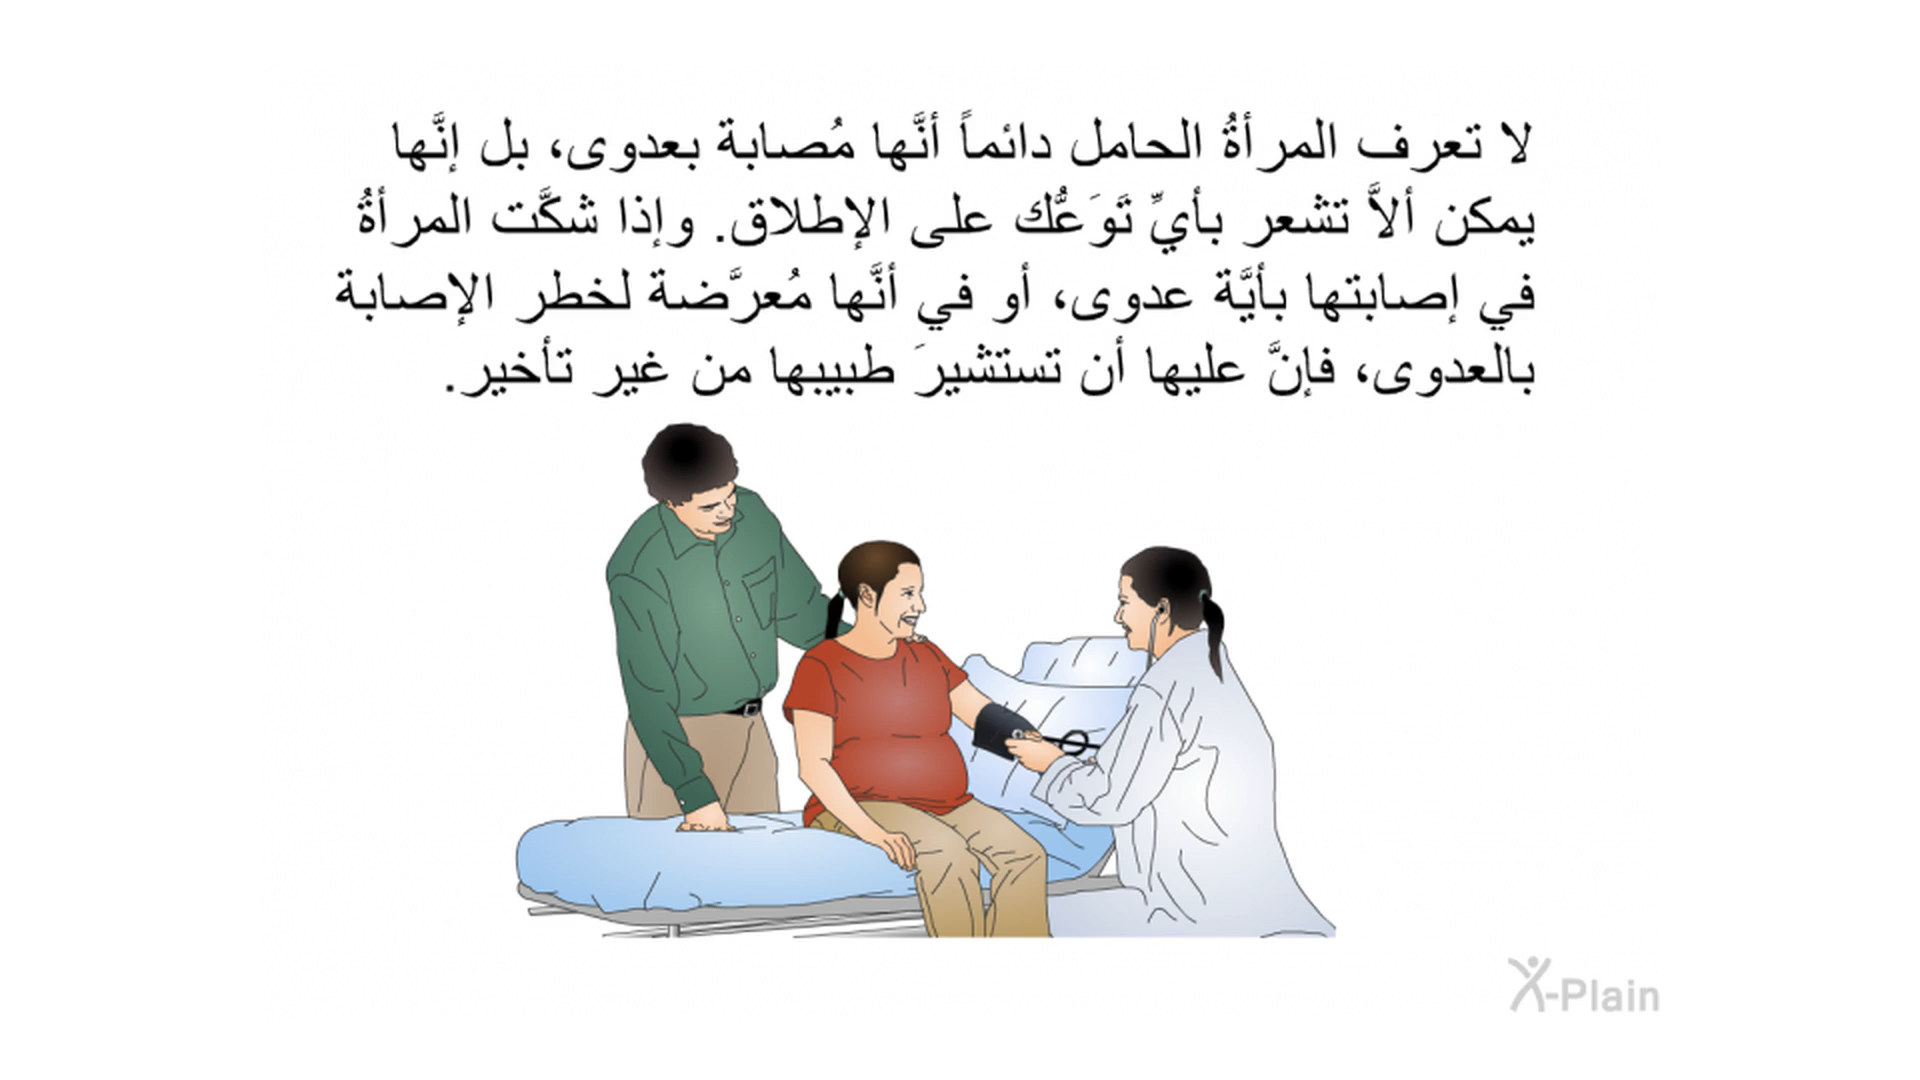 لا تعرف المرأةُ الحامل دائماً أنَّها مُصابة بعدوى، بل إنَّها
يمكن ألاَّ تشعر بأيِّ تَوَعُّك على الإطلاق. وإذا شكَّت المرأةُ
في إصابتها بأيَّة عدوى، أو في أنَّها مُعرَّضة لخطر الإصابة
بالعدوى، فإنَّ عليها أن تستشيرَ طبيبها من غير تأخير.
X-Plain